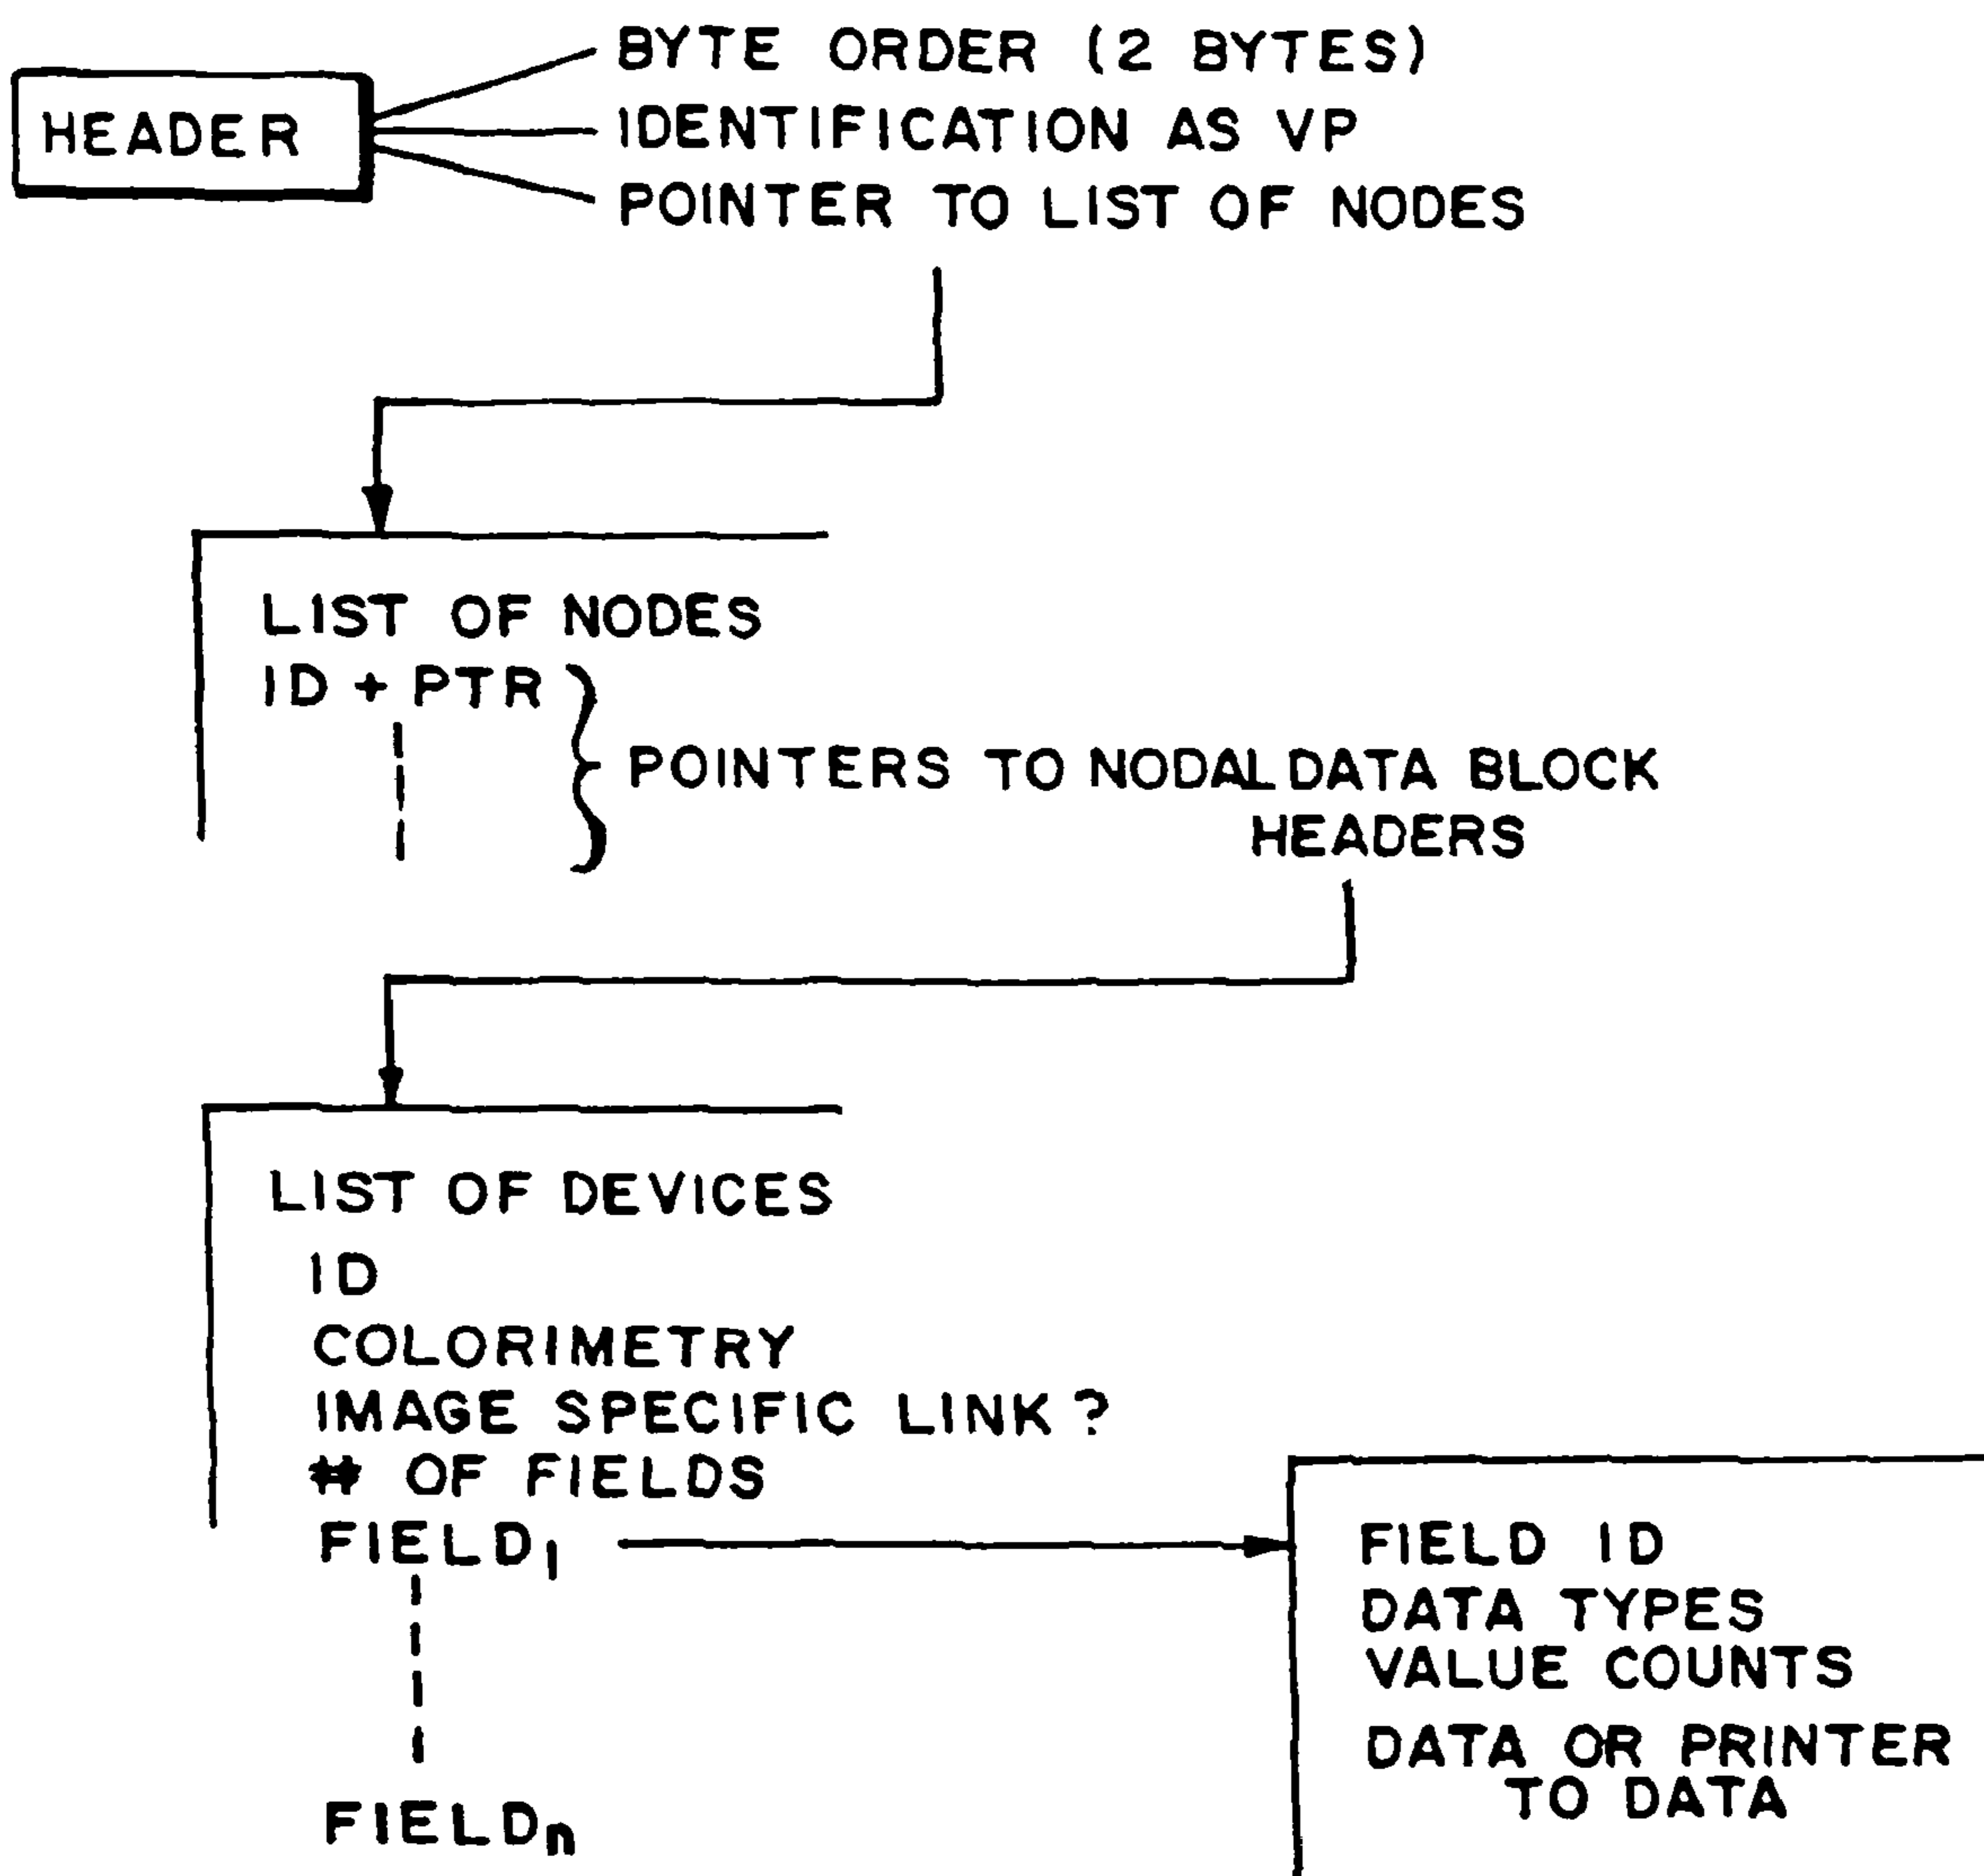 HEADER
BYTE ORDER (2 BYTES)
IDENTIFICATION AS VP
POINTER TO LIST OF NODES
LIST OF NODES
ID + PTR
POINTERS TO NODAL DATA BLOCK
HEADERS
LIST OF DEVICES
ID
COLORIMETRY
IMAGE SPECIFIC LINK ?
# OF FIELDS
FIELD1
FIELDn
FIELD ID
DATA TYPES
VALUE COUNTS
DATA OR PRINTER
TO DATA